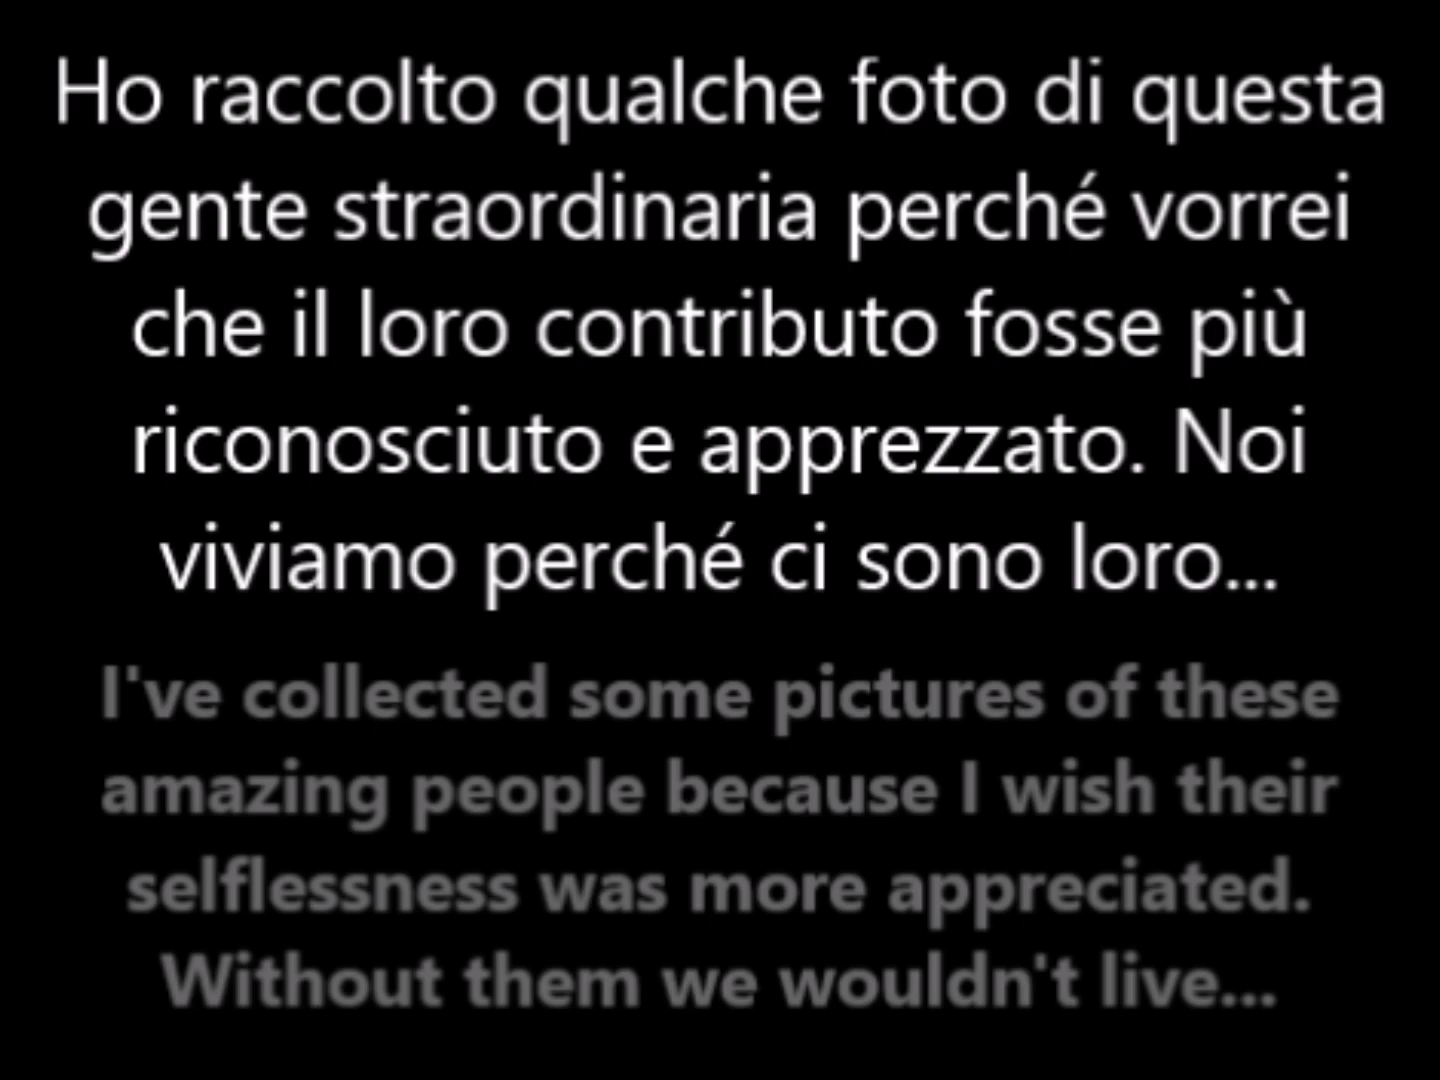 Ho raccolto qualche foto di questa
gente straordinaria perché vorrei
che il loro contributo fosse più
riconosciuto e apprezzato. Noi
viviamo perché ci sono loro...
I've collected some pictures of these
amazing people because I wish their
selflessness was more appreciated.
Without them we wouldn't live...